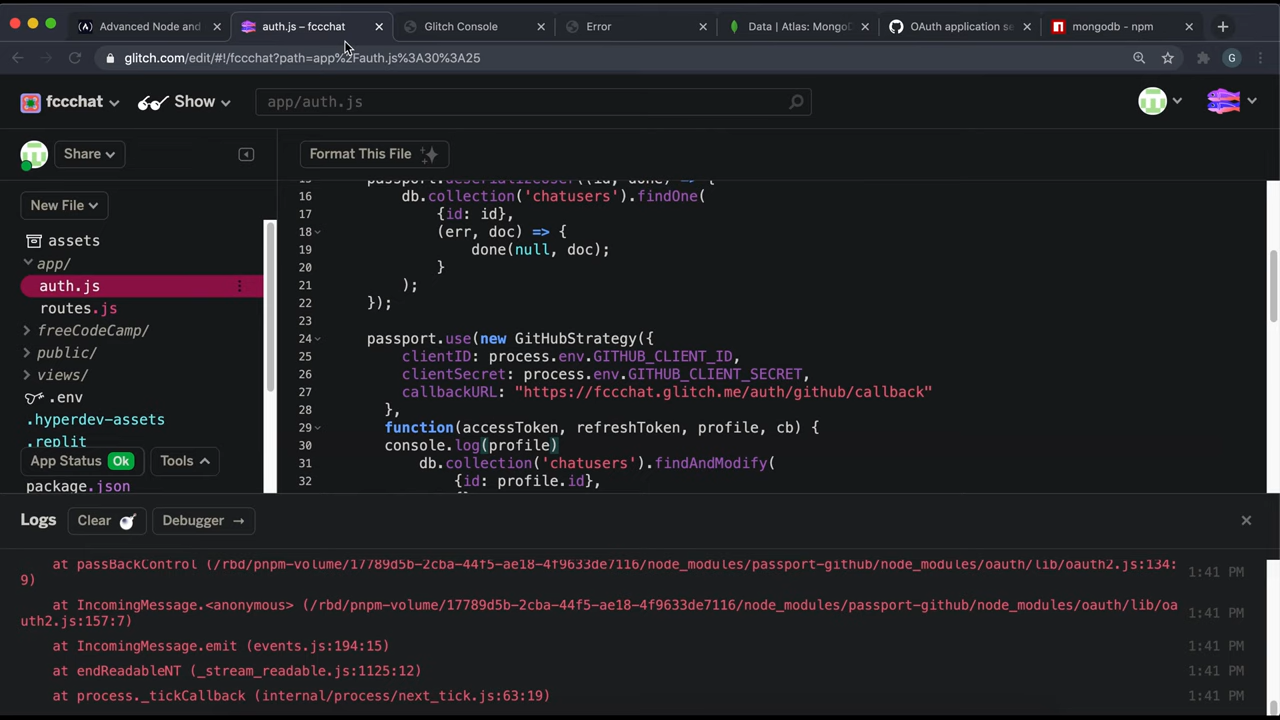 Advanced Node and
auth.js – fccchat
Glitch Console
Error
Data | Atlas: MongoD
OAuth application se
mongodb - npm
glitch.com/edit/#!/fccchat?path=app%2Fauth.js%3A30%3A25
G
fccchat
Show
app/auth.js
Share
Format This File
New File
assets
app/
auth.js
routes.js
freeCodeCamp/
public/
views/
.env
.hyperdev-assets
.replit
App Status Ok
Tools
package.json
15 passport.deserializeUser((id, done) => {
16 db.collection('chatusers').findOne(
17 {id: id},
18 (err, doc) => {
19 done(null, doc);
20 }
21 );
22 });
23
24 passport.use(new GitHubStrategy({
25 clientID: process.env.GITHUB_CLIENT_ID,
26 clientSecret: process.env.GITHUB_CLIENT_SECRET,
27 callbackURL: "https://fccchat.glitch.me/auth/github/callback"
28 },
29 function(accessToken, refreshToken, profile, cb) {
30 console.log(profile)
31 db.collection('chatusers').findAndModify(
32 {id: profile.id},
Logs
Clear
Debugger →
at passBackControl (/rbd/pnpm-volume/17789d5b-2cba-44f5-ae18-4f9633de7116/node_modules/passport-github/node_modules/oauth/lib/oauth2.js:134:
9)
1:41 PM
at IncomingMessage.<anonymous> (/rbd/pnpm-volume/17789d5b-2cba-44f5-ae18-4f9633de7116/node_modules/passport-github/node_modules/oauth/lib/oa
uth2.js:157:7)
1:41 PM
at IncomingMessage.emit (events.js:194:15)
1:41 PM
at endReadableNT (_stream_readable.js:1125:12)
1:41 PM
at process._tickCallback (internal/process/next_tick.js:63:19)
1:41 PM